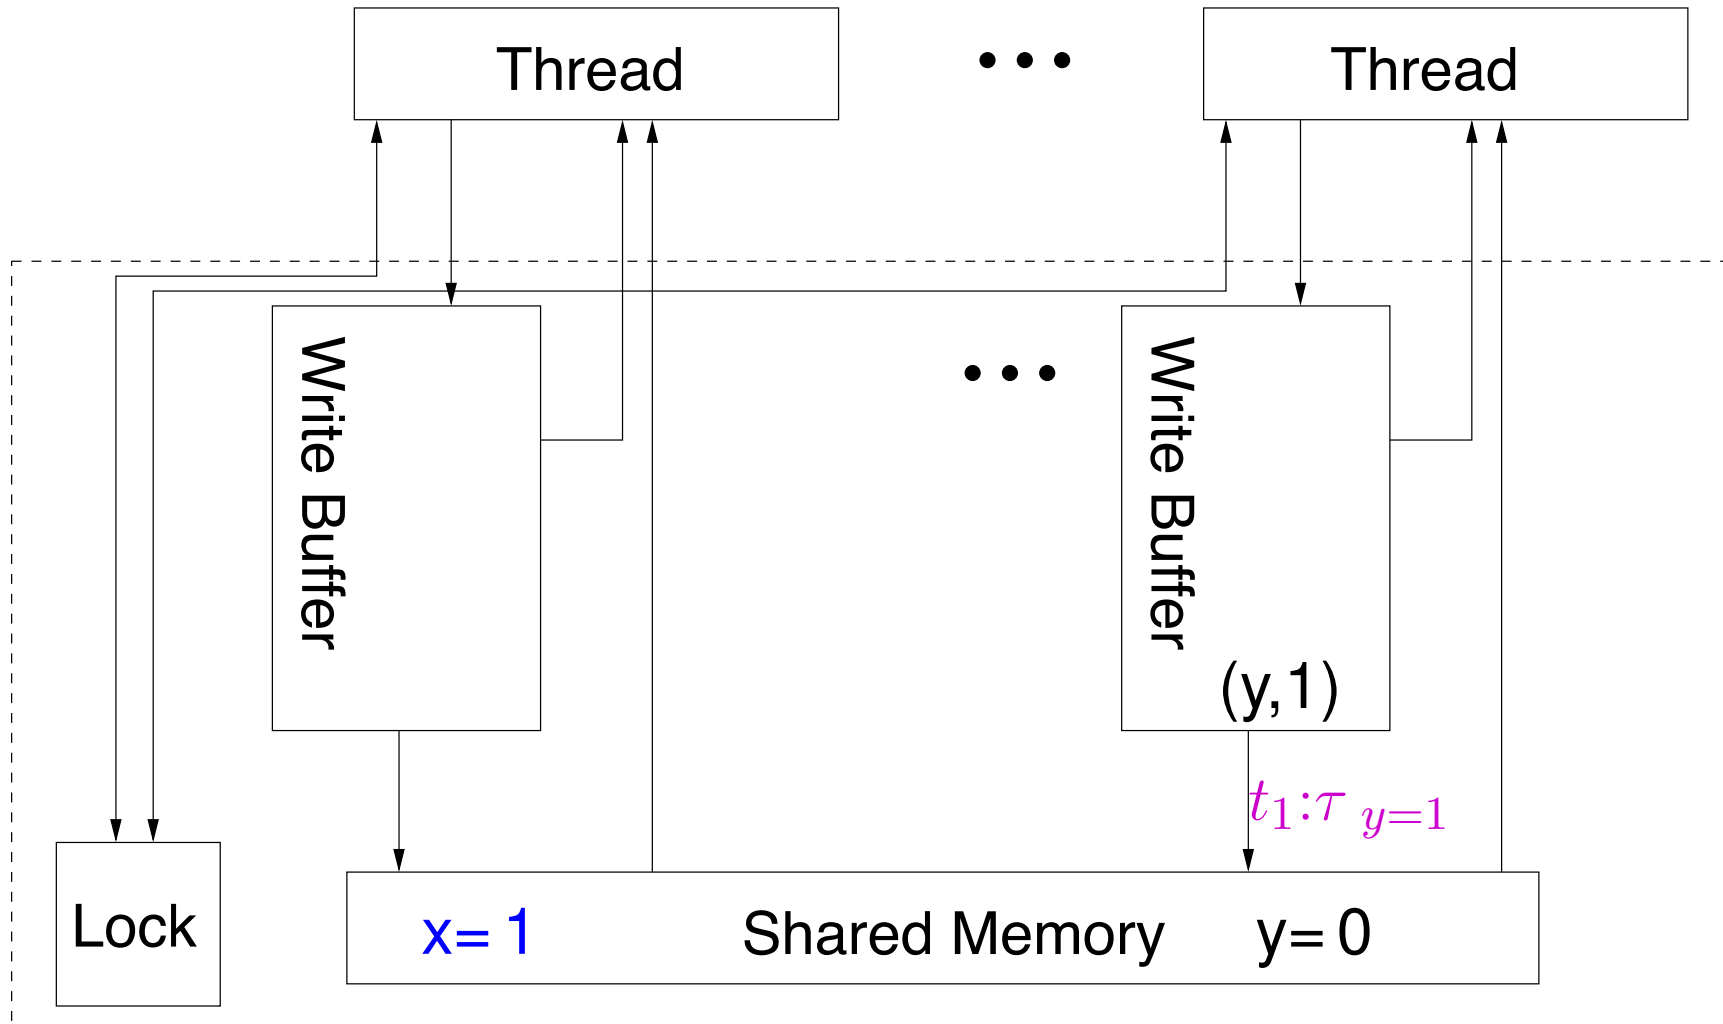 Thread
Thread
Write Buffer
Write Buffer
(y,1)
t₁:τ y=1
Lock
x= 1
Shared Memory
y= 0